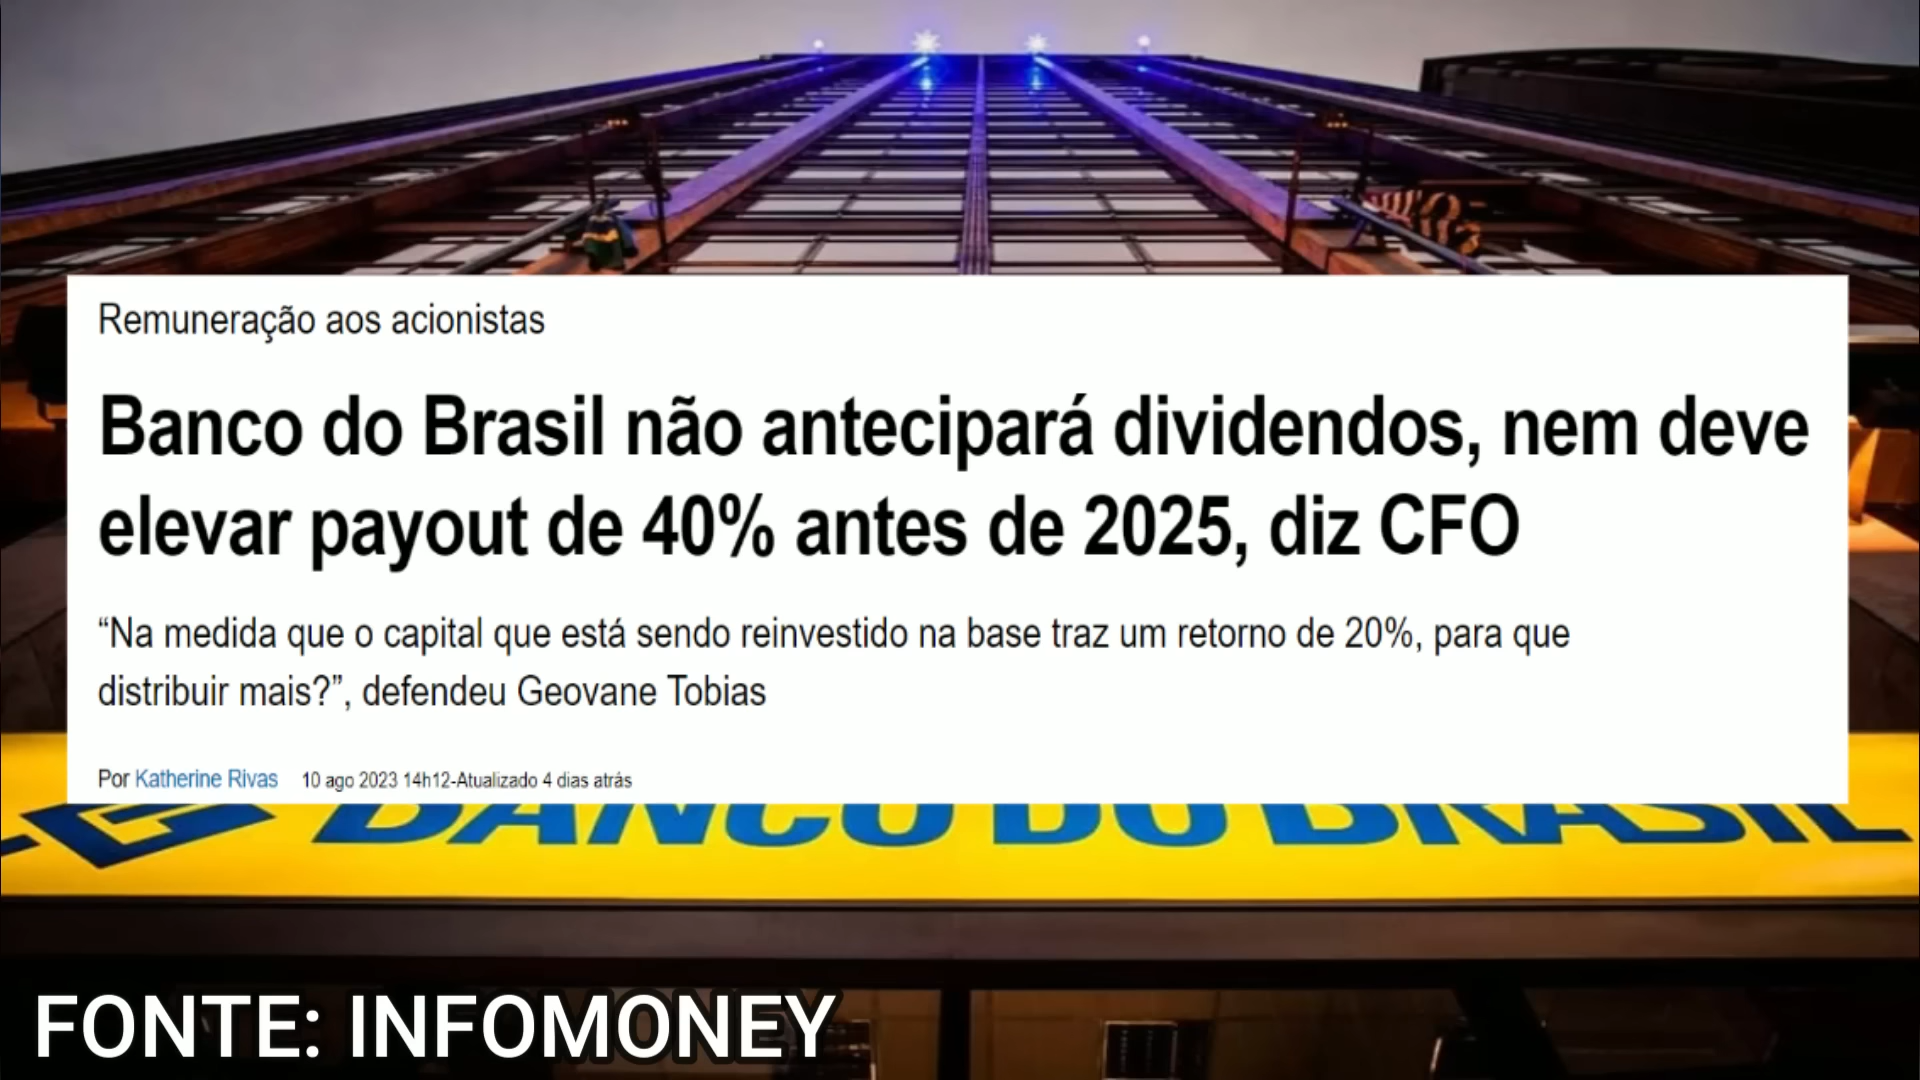 Remuneração aos acionistas
Banco do Brasil não antecipará dividendos, nem deve
elevar payout de 40% antes de 2025, diz CFO
“Na medida que o capital que está sendo reinvestido na base traz um retorno de 20%, para que
distribuir mais?”, defendeu Geovane Tobias
Por Katherine Rivas 10 ago 2023 14h12-Atualizado 4 dias atrás
BANCO DO BRASIL
FONTE: INFOMONEY